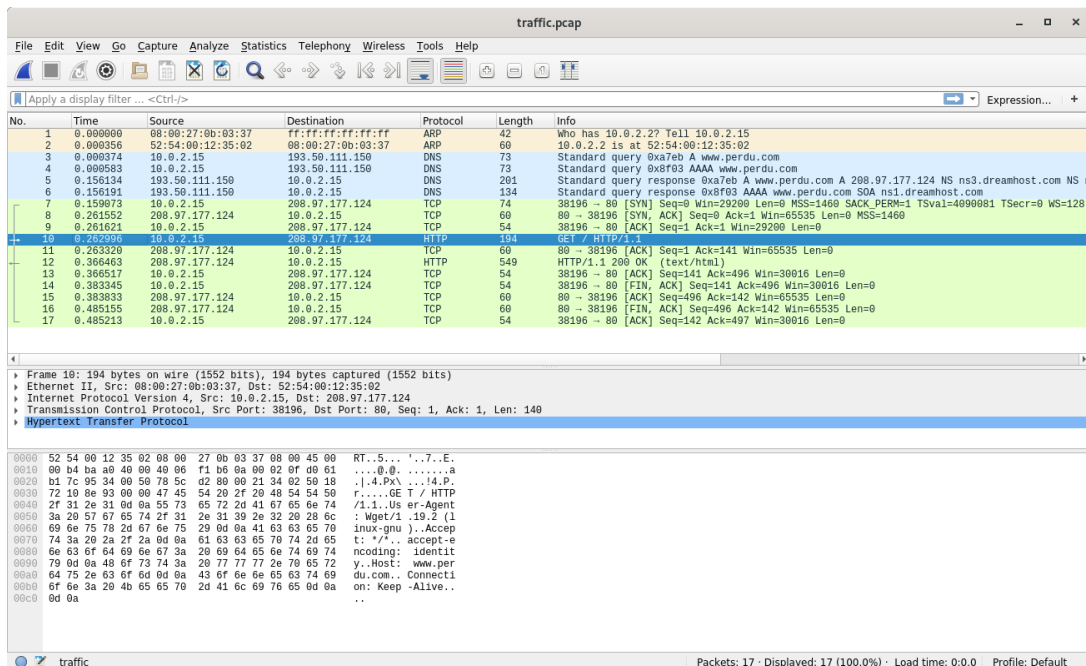 traffic.pcap
File Edit View Go Capture Analyze Statistics Telephony Wireless Tools Help
Apply a display filter ... <Ctrl-/> Expression... +
No. Time Source Destination Protocol Length Info
1 0.000000 08:00:27:0b:03:37 ff:ff:ff:ff:ff:ff ARP 42 Who has 10.0.2.2? Tell 10.0.2.15
2 0.000356 52:54:00:12:35:02 08:00:27:0b:03:37 ARP 60 10.0.2.2 is at 52:54:00:12:35:02
3 0.000374 10.0.2.15 193.50.111.150 DNS 73 Standard query 0xa7eb A www.perdu.com
4 0.000583 10.0.2.15 193.50.111.150 DNS 73 Standard query 0x8f03 AAAA www.perdu.com
5 0.156134 193.50.111.150 10.0.2.15 DNS 201 Standard query response 0xa7eb A www.perdu.com A 208.97.177.124 NS ns3.dreamhost.com NS
6 0.156191 193.50.111.150 10.0.2.15 DNS 134 Standard query response 0x8f03 AAAA www.perdu.com SOA ns1.dreamhost.com
7 0.159073 10.0.2.15 208.97.177.124 TCP 74 38196 → 80 [SYN] Seq=0 Win=29200 Len=0 MSS=1460 SACK_PERM=1 TSval=4090081 TSecr=0 WS=128
8 0.261552 208.97.177.124 10.0.2.15 TCP 60 80 → 38196 [SYN, ACK] Seq=0 Ack=1 Win=65535 Len=0 MSS=1460
9 0.261621 10.0.2.15 208.97.177.124 TCP 54 38196 → 80 [ACK] Seq=1 Ack=1 Win=29200 Len=0
10 0.262996 10.0.2.15 208.97.177.124 HTTP 194 GET / HTTP/1.1
11 0.263320 208.97.177.124 10.0.2.15 TCP 60 80 → 38196 [ACK] Seq=1 Ack=141 Win=65535 Len=0
12 0.366463 208.97.177.124 10.0.2.15 HTTP 549 HTTP/1.1 200 OK (text/html)
13 0.366517 10.0.2.15 208.97.177.124 TCP 54 38196 → 80 [ACK] Seq=141 Ack=496 Win=30016 Len=0
14 0.383345 10.0.2.15 208.97.177.124 TCP 54 38196 → 80 [FIN, ACK] Seq=141 Ack=496 Win=30016 Len=0
15 0.383833 208.97.177.124 10.0.2.15 TCP 60 80 → 38196 [ACK] Seq=496 Ack=142 Win=65535 Len=0
16 0.485155 208.97.177.124 10.0.2.15 TCP 60 80 → 38196 [FIN, ACK] Seq=496 Ack=142 Win=65535 Len=0
17 0.485213 10.0.2.15 208.97.177.124 TCP 54 38196 → 80 [ACK] Seq=142 Ack=497 Win=30016 Len=0
Frame 10: 194 bytes on wire (1552 bits), 194 bytes captured (1552 bits)
Ethernet II, Src: 08:00:27:0b:03:37, Dst: 52:54:00:12:35:02
Internet Protocol Version 4, Src: 10.0.2.15, Dst: 208.97.177.124
Transmission Control Protocol, Src Port: 38196, Dst Port: 80, Seq: 1, Ack: 1, Len: 140
Hypertext Transfer Protocol
0000 52 54 00 12 35 02 08 00 27 0b 03 37 08 00 45 00 RT..5... '..7..E.
0010 00 b4 ba a0 40 00 40 06 f1 b6 0a 00 02 0f d0 61 ....@.@. .......a
0020 b1 7c 95 34 00 50 78 5c d2 80 00 21 34 02 50 18 .|.4.Px\ ...!4.P.
0030 72 10 8e 93 00 00 47 45 54 20 2f 20 48 54 54 50 r.....GE T / HTTP
0040 2f 31 2e 31 0d 0a 55 73 65 72 2d 41 67 65 6e 74 /1.1..Us er-Agent
0050 3a 20 57 67 65 74 2f 31 2e 31 39 2e 32 20 28 6c : Wget/1 .19.2 (l
0060 69 6e 75 78 2d 67 6e 75 29 0d 0a 41 63 63 65 70 inux-gnu )..Accep
0070 74 3a 20 2a 2f 2a 0d 0a 61 63 63 65 70 74 2d 65 t: */*.. accept-e
0080 6e 63 6f 64 69 6e 67 3a 20 69 64 65 6e 74 69 74 ncoding: identit
0090 79 0d 0a 48 6f 73 74 3a 20 77 77 77 2e 70 65 72 y..Host: www.per
00a0 64 75 2e 63 6f 6d 0d 0a 43 6f 6e 6e 65 63 74 69 du.com.. Connecti
00b0 6f 6e 3a 20 4b 65 65 70 2d 41 6c 69 76 65 0d 0a on: Keep -Alive..
00c0 0d 0a ..
traffic Packets: 17 · Displayed: 17 (100.0%) · Load time: 0:0.0 Profile: Default